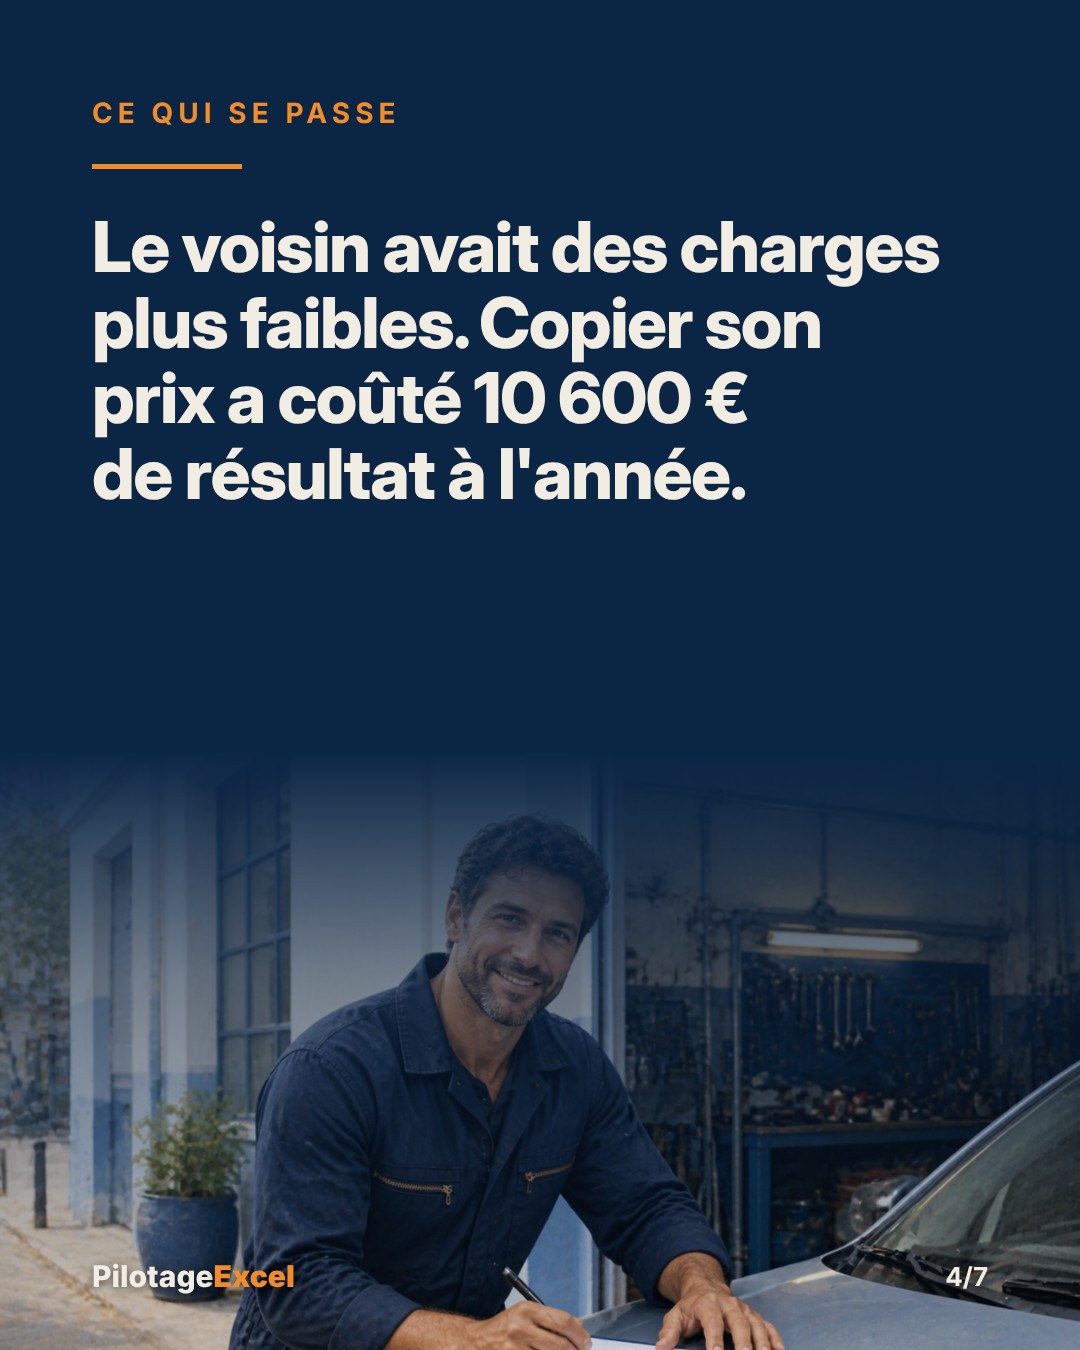 CE QUI SE PASSE
Le voisin avait des charges
plus faibles. Copier son
prix a coûté 10 600 €
de résultat à l'année.
PilotageExcel
4/7